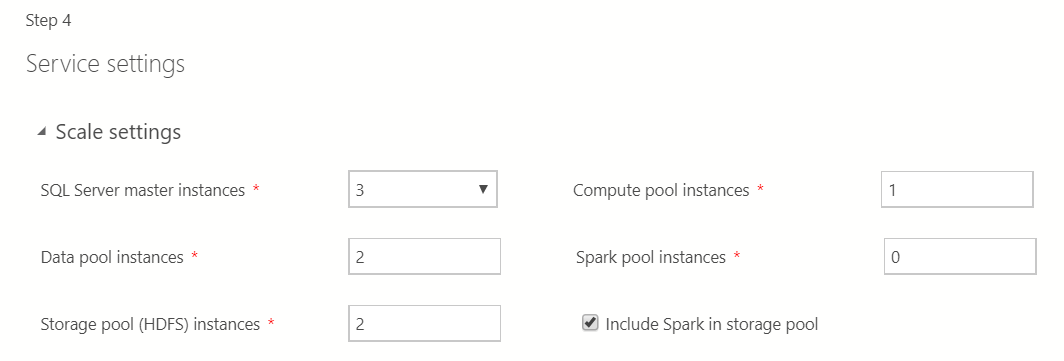 Step 4
Service settings
Scale settings
SQL Server master instances * 3 Compute pool instances * 1
Data pool instances * 2 Spark pool instances * 0
Storage pool (HDFS) instances * 2 Include Spark in storage pool